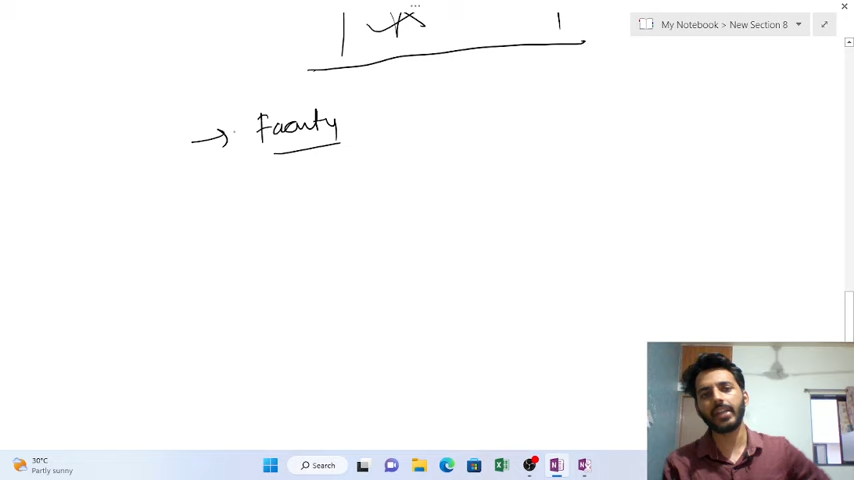 My Notebook > New Section 8
→ Faculty
30°C
Partly sunny
Search